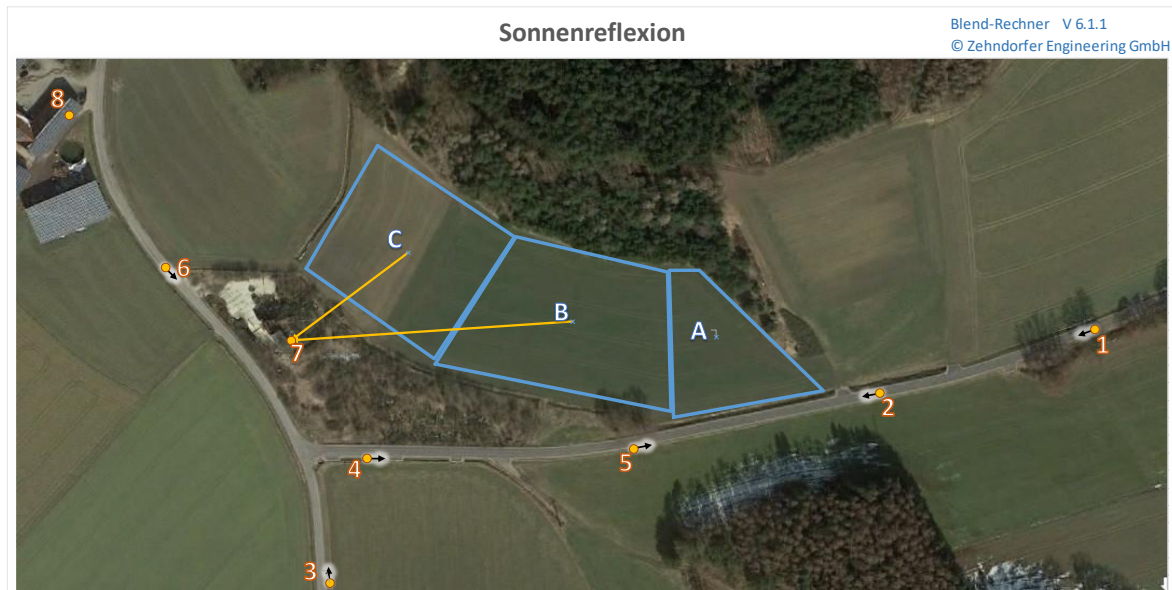 Sonnenreflexion
Blend-Rechner V 6.1.1
© Zehndorfer Engineering GmbH
8
C
6
B
A
7
1
2
4
5
3